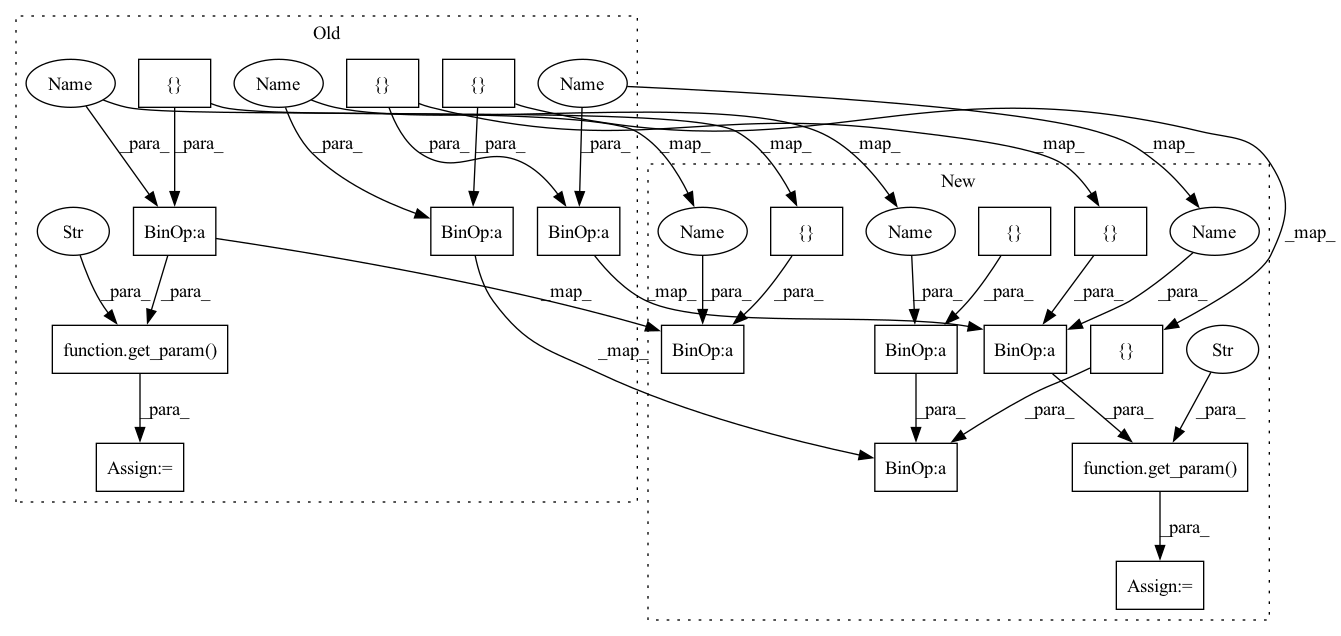 Old
Name {} Name {} {} Name
_para_ _para_ _para_ _para_ _para_ _para_ _map_ _map_ _map_ _map_ _map_
New
Str BinOp:a BinOp:a BinOp:a Name {} Name {} {} Name
_map_
_para_ _para_ _map_ _map_ _para_ _para_ _para_ _para_ _para_ _para_
function.get_param() _map_ BinOp:a BinOp:a BinOp:a {} Str
_para_ _para_ _para_ _para_ _para_
Assign:= BinOp:a function.get_param()
_para_
Assign:=